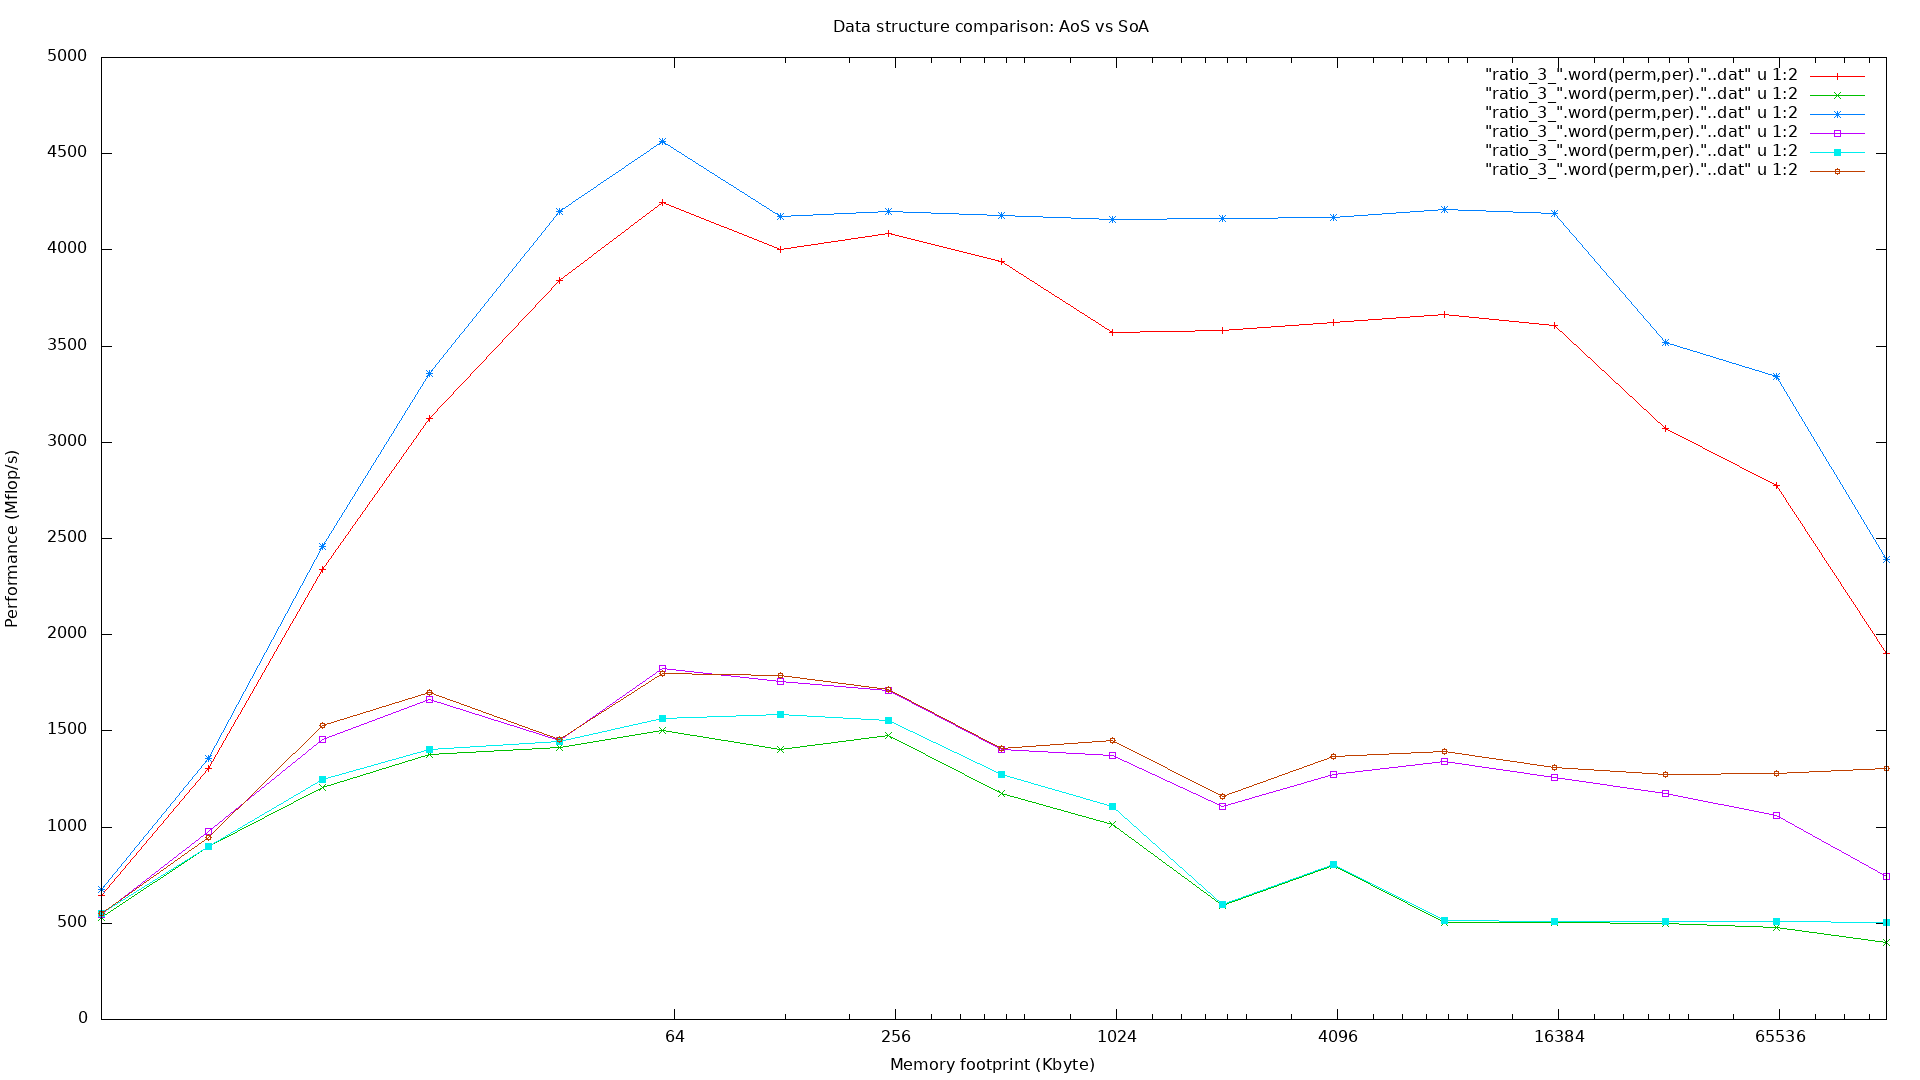 Data structure comparison: AoS vs SoA
5000
4500
4000
3500
3000
2500
2000
1500
1000
500
0
Performance (Mflop/s)
"ratio_3_".word(perm,per)."..dat" u 1:2
"ratio_3_".word(perm,per)."..dat" u 1:2
"ratio_3_".word(perm,per)."..dat" u 1:2
"ratio_3_".word(perm,per)."..dat" u 1:2
"ratio_3_".word(perm,per)."..dat" u 1:2
"ratio_3_".word(perm,per)."..dat" u 1:2
64 256 1024 4096 16384 65536
Memory footprint (Kbyte)